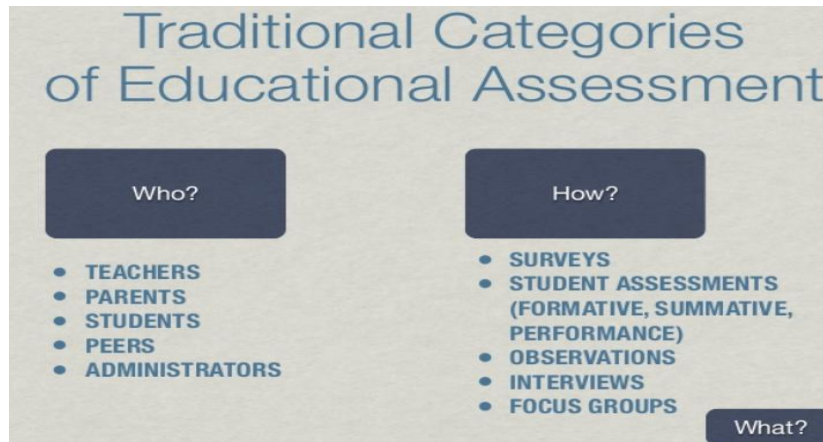 Traditional Categories
of Educational Assessment
Who?
• TEACHERS
• PARENTS
• STUDENTS
• PEERS
• ADMINISTRATORS
How?
• SURVEYS
• STUDENT ASSESSMENTS
(FORMATIVE, SUMMATIVE,
PERFORMANCE)
• OBSERVATIONS
• INTERVIEWS
• FOCUS GROUPS
What?